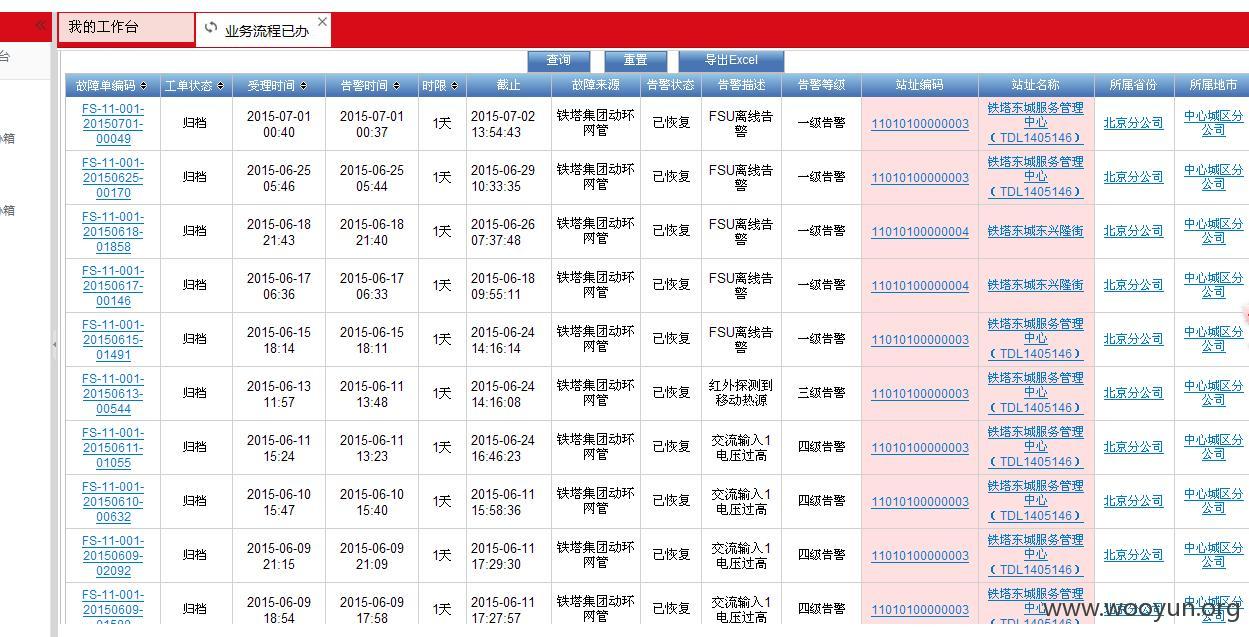 我的工作台
业务流程已办
台
查询 重置 导出Excel
故障单编码 工单状态 受理时间 告警时间 时限 截止 故障来源 告警状态 告警描述 告警等级 站址编码 站址名称 所属省份 所属地市
FS-11-001-20150701-00049 归档 2015-07-01 00:40 2015-07-01 00:37 1天 2015-07-02 13:54:43 铁塔集团动环网管 已恢复 FSU离线告警 一级告警 11010100000003 铁塔东城服务管理中心(TDL1405146) 北京分公司 中心城区分公司
FS-11-001-20150625-00170 归档 2015-06-25 05:46 2015-06-25 05:44 1天 2015-06-29 10:33:35 铁塔集团动环网管 已恢复 FSU离线告警 一级告警 11010100000003 铁塔东城服务管理中心(TDL1405146) 北京分公司 中心城区分公司
FS-11-001-20150618-01858 归档 2015-06-18 21:43 2015-06-18 21:40 1天 2015-06-26 07:37:48 铁塔集团动环网管 已恢复 FSU离线告警 一级告警 11010100000004 铁塔东城东兴隆街 北京分公司 中心城区分公司
FS-11-001-20150617-00146 归档 2015-06-17 06:36 2015-06-17 06:33 1天 2015-06-18 09:55:11 铁塔集团动环网管 已恢复 FSU离线告警 一级告警 11010100000004 铁塔东城东兴隆街 北京分公司 中心城区分公司
FS-11-001-20150615-01491 归档 2015-06-15 18:14 2015-06-15 18:11 1天 2015-06-24 14:16:14 铁塔集团动环网管 已恢复 FSU离线告警 一级告警 11010100000003 铁塔东城服务管理中心(TDL1405146) 北京分公司 中心城区分公司
FS-11-001-20150613-00544 归档 2015-06-13 11:57 2015-06-11 13:48 1天 2015-06-24 14:16:08 铁塔集团动环网管 已恢复 红外探测到移动热源 三级告警 11010100000003 铁塔东城服务管理中心(TDL1405146) 北京分公司 中心城区分公司
FS-11-001-20150611-01055 归档 2015-06-11 15:24 2015-06-11 13:23 1天 2015-06-24 16:46:23 铁塔集团动环网管 已恢复 交流输入1电压过高 四级告警 11010100000003 铁塔东城服务管理中心(TDL1405146) 北京分公司 中心城区分公司
FS-11-001-20150610-00632 归档 2015-06-10 15:47 2015-06-10 15:40 1天 2015-06-11 15:58:36 铁塔集团动环网管 已恢复 交流输入1电压过高 四级告警 11010100000003 铁塔东城服务管理中心(TDL1405146) 北京分公司 中心城区分公司
FS-11-001-20150609-02092 归档 2015-06-09 21:15 2015-06-09 21:09 1天 2015-06-11 17:29:30 铁塔集团动环网管 已恢复 交流输入1电压过高 四级告警 11010100000003 铁塔东城服务管理中心(TDL1405146) 北京分公司 中心城区分公司
FS-11-001-20150609- 归档 2015-06-09 18:54 2015-06-09 17:58 1天 2015-06-11 17:27:57 铁塔集团动环网管 已恢复 交流输入1电压过高 四级告警 11010100000003 铁塔东城服务管理中心 北京分公司 中心城区分公司
www.wooyun.org